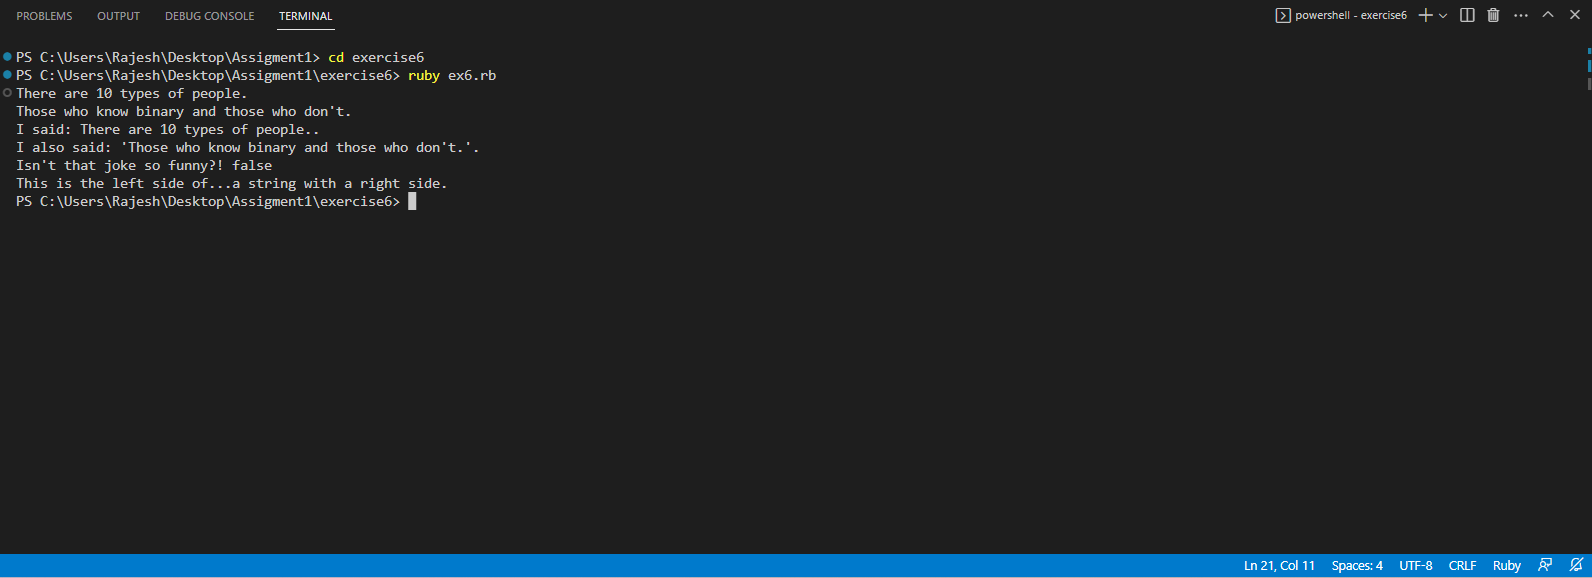 PROBLEMS OUTPUT DEBUG CONSOLE TERMINAL powershell - exercise6
PS C:\Users\Rajesh\Desktop\Assigment1> cd exercise6
PS C:\Users\Rajesh\Desktop\Assigment1\exercise6> ruby ex6.rb
There are 10 types of people.
Those who know binary and those who don't.
I said: There are 10 types of people..
I also said: 'Those who know binary and those who don't.'.
Isn't that joke so funny?! false
This is the left side of...a string with a right side.
PS C:\Users\Rajesh\Desktop\Assigment1\exercise6>
Ln 21, Col 11 Spaces: 4 UTF-8 CRLF Ruby